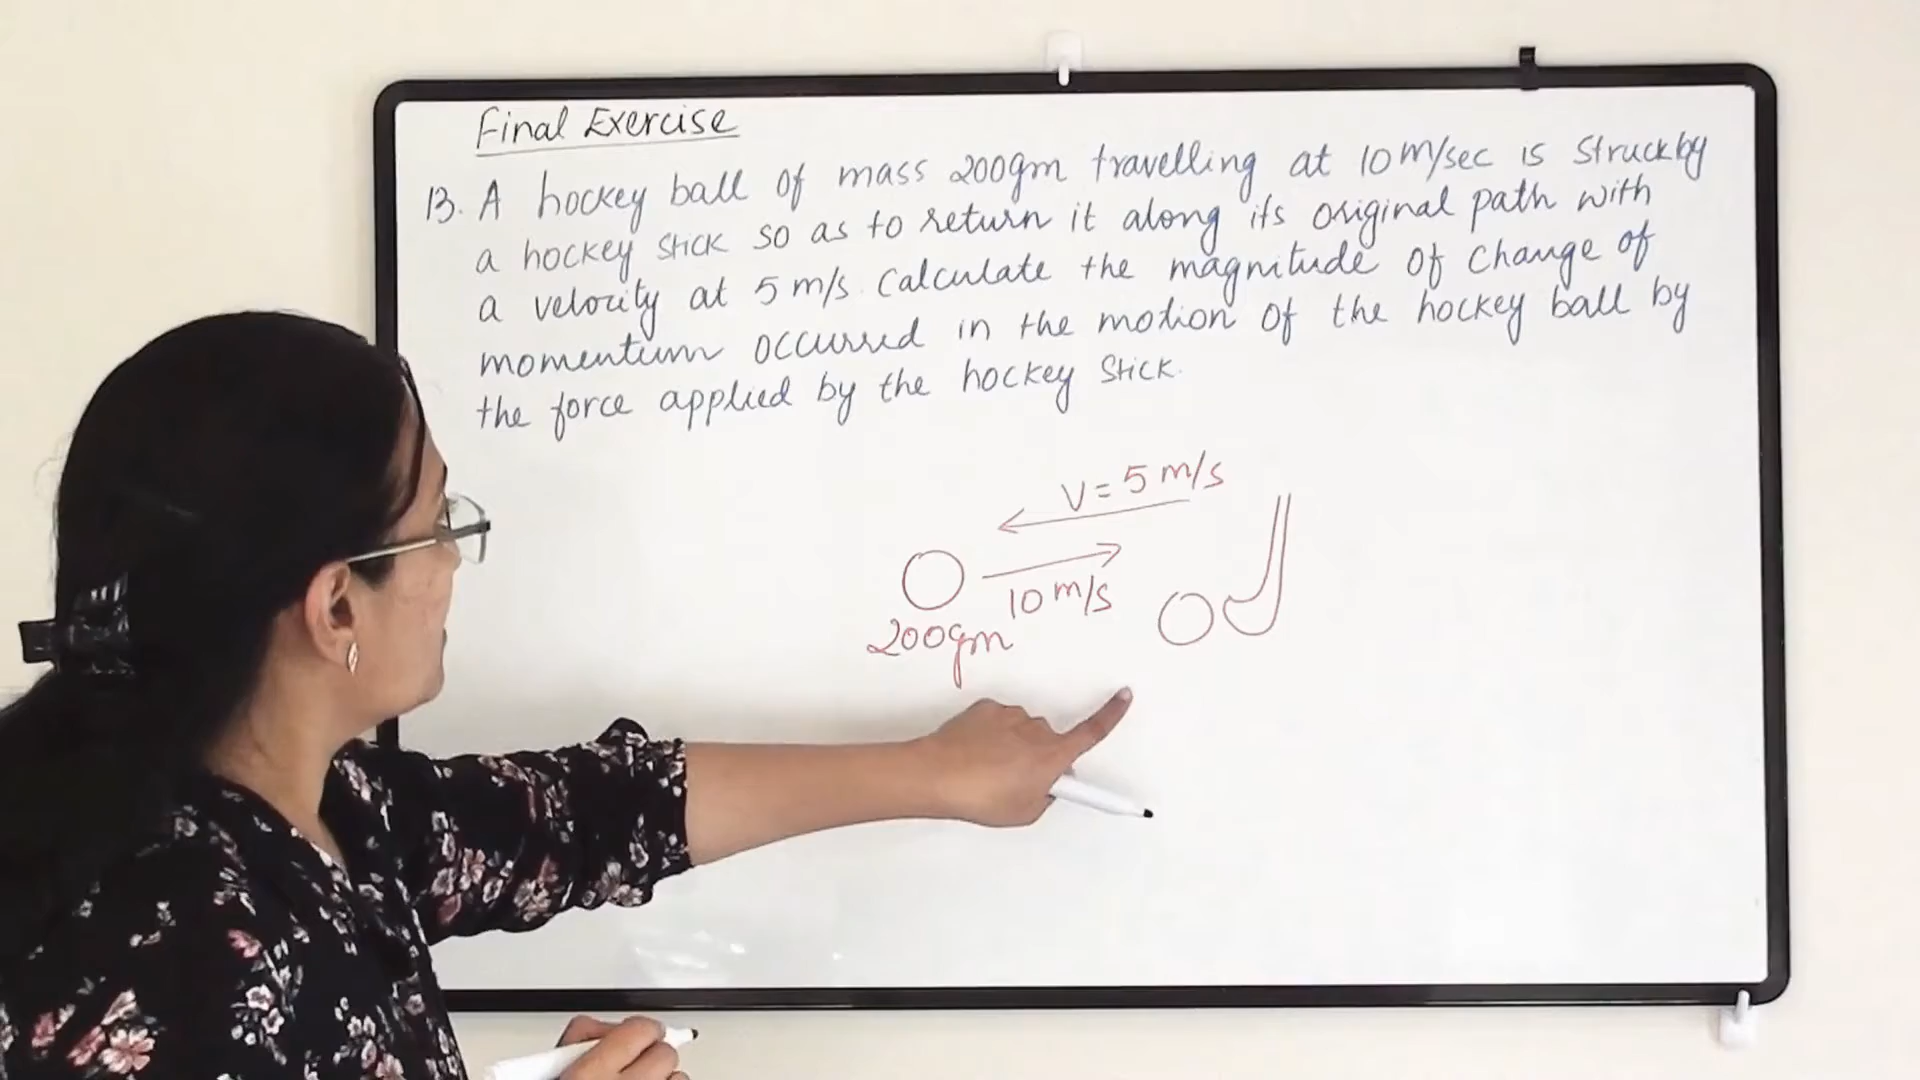 Final Exercise
13. A hockey ball of mass 200gm travelling at 10m/sec is struck by
a hockey stick so as to return it along its original path with
a velocity at 5 m/s. Calculate the magnitude of change of
momentum occurred in the motion of the hockey ball by
the force applied by the hockey stick.
V = 5 m/s
10 m/s
200gm